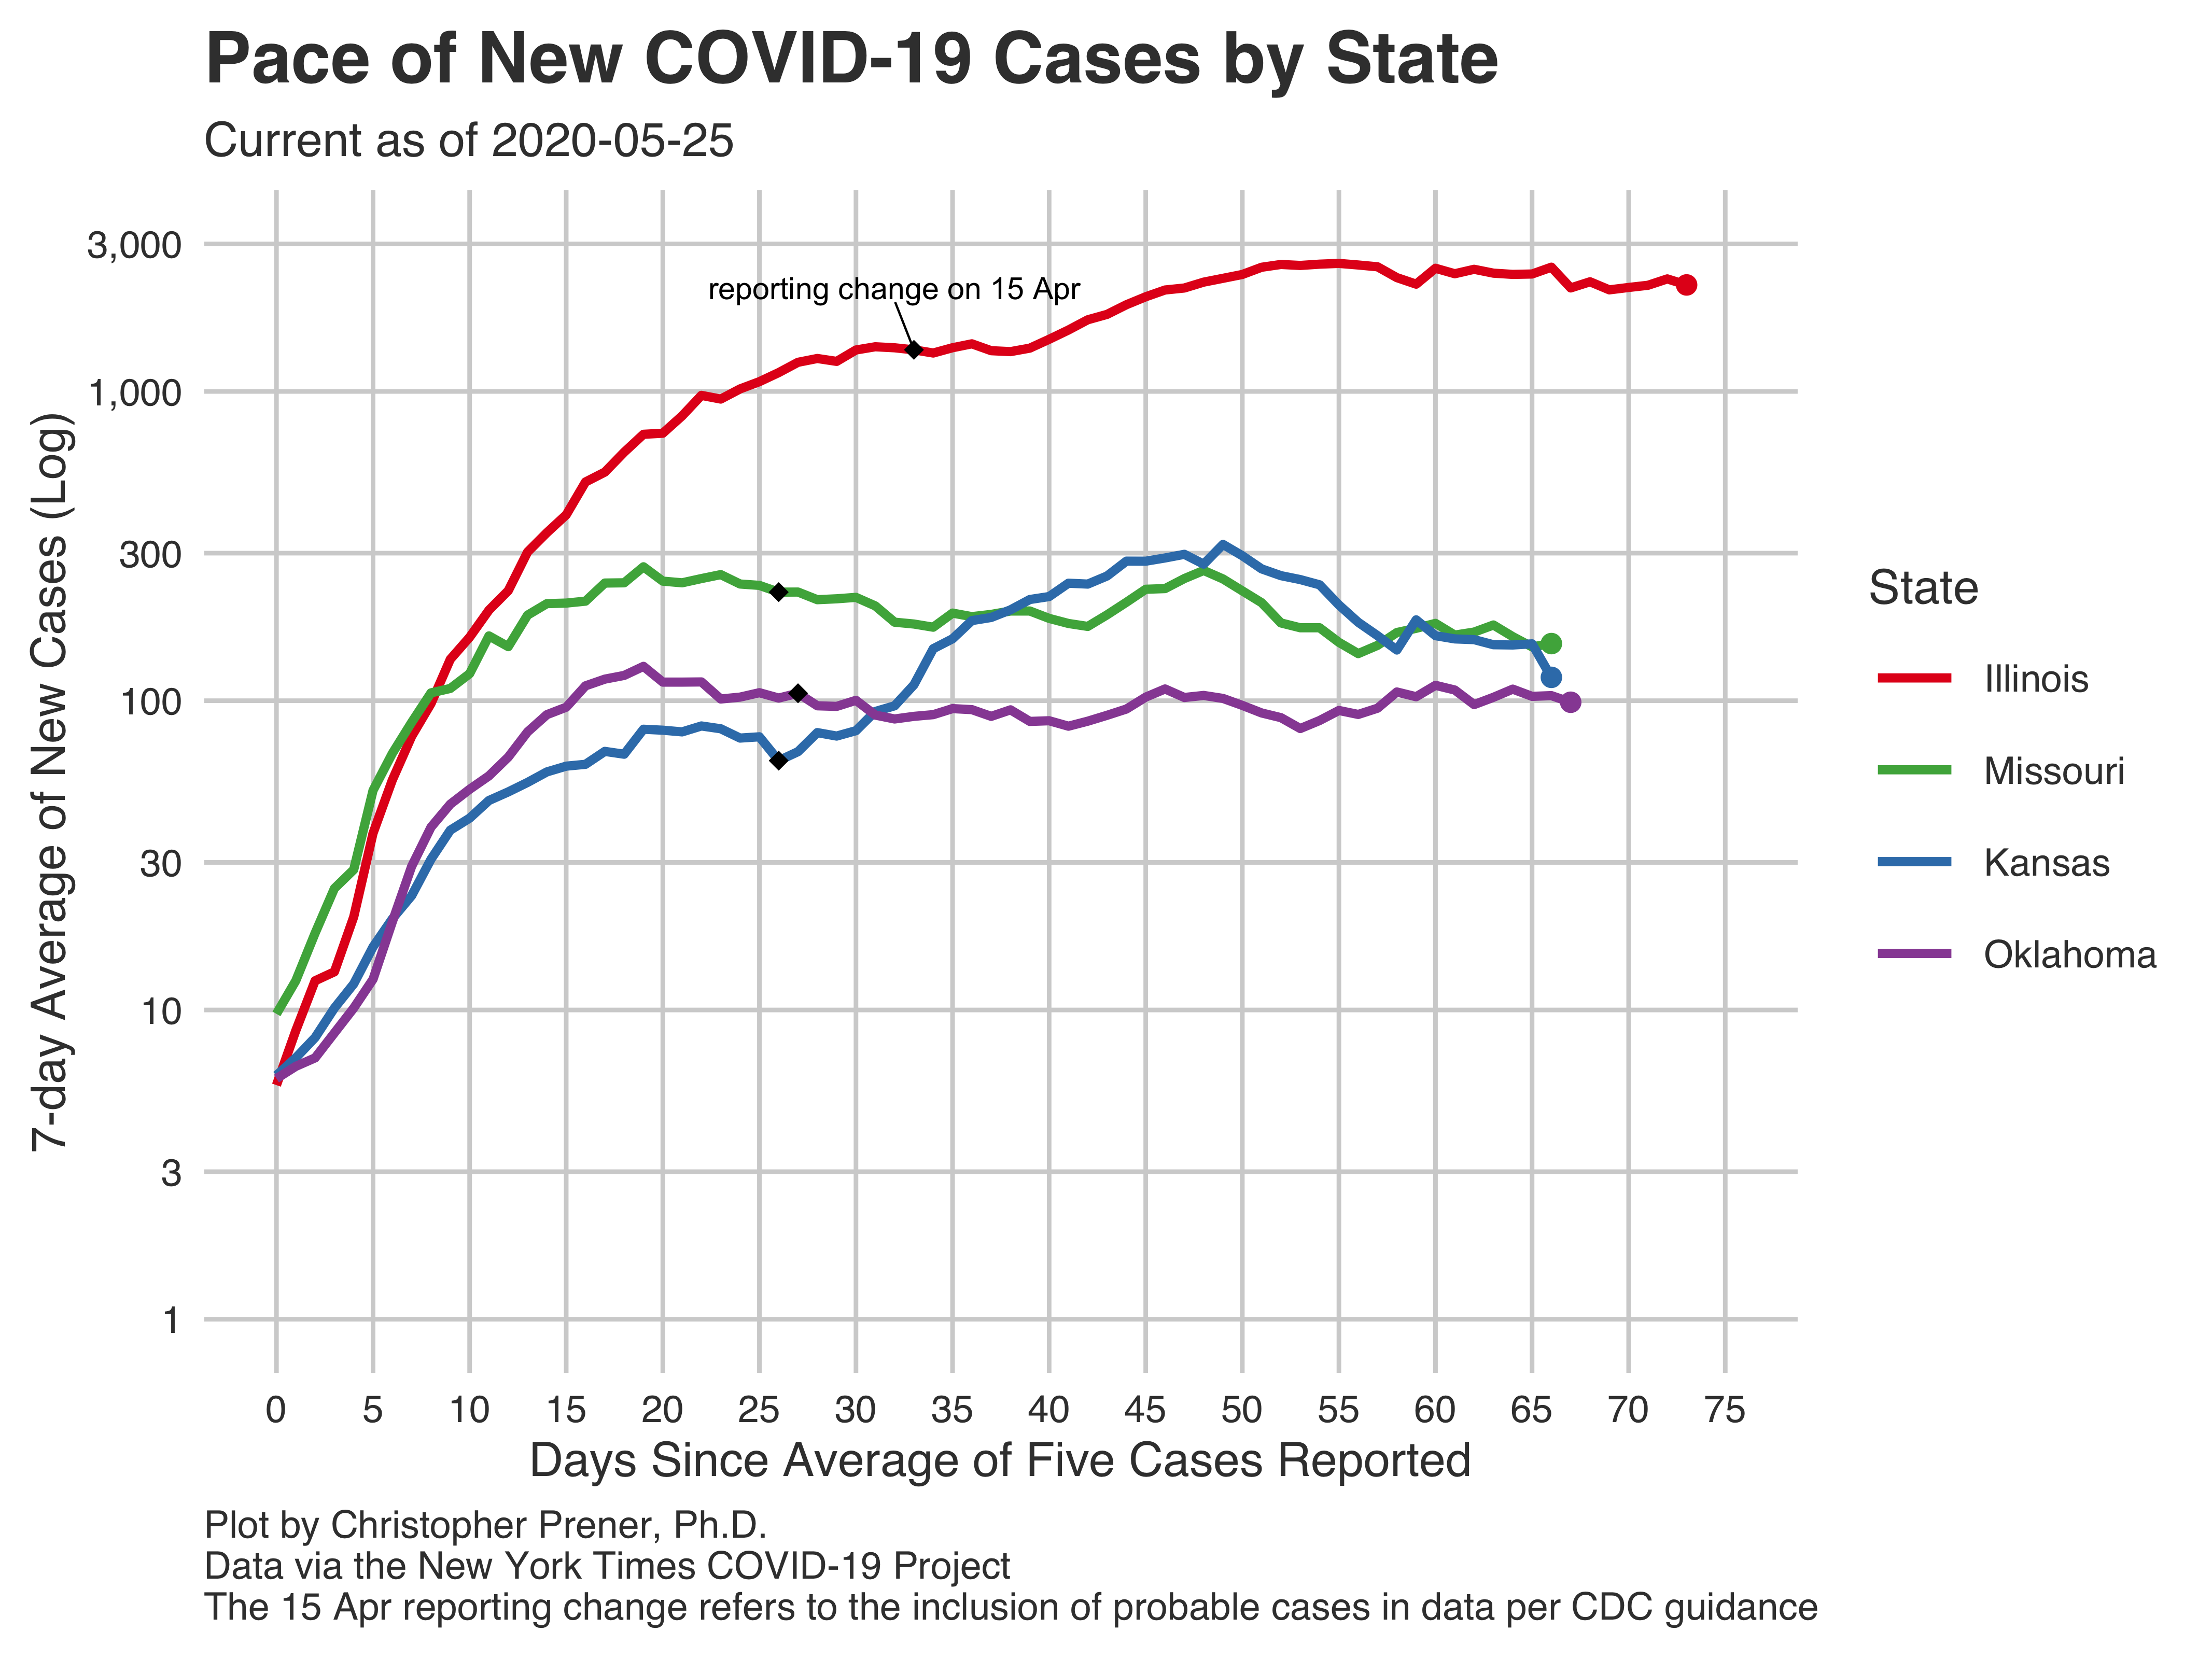 Pace of New COVID-19 Cases by State
Current as of 2020-05-25
7-day Average of New Cases (Log)
3,000
1,000
300
100
30
10
3
1
reporting change on 15 Apr
0 5 10 15 20 25 30 35 40 45 50 55 60 65 70 75
Days Since Average of Five Cases Reported
State
Illinois
Missouri
Kansas
Oklahoma
Plot by Christopher Prener, Ph.D.
Data via the New York Times COVID-19 Project
The 15 Apr reporting change refers to the inclusion of probable cases in data per CDC guidance